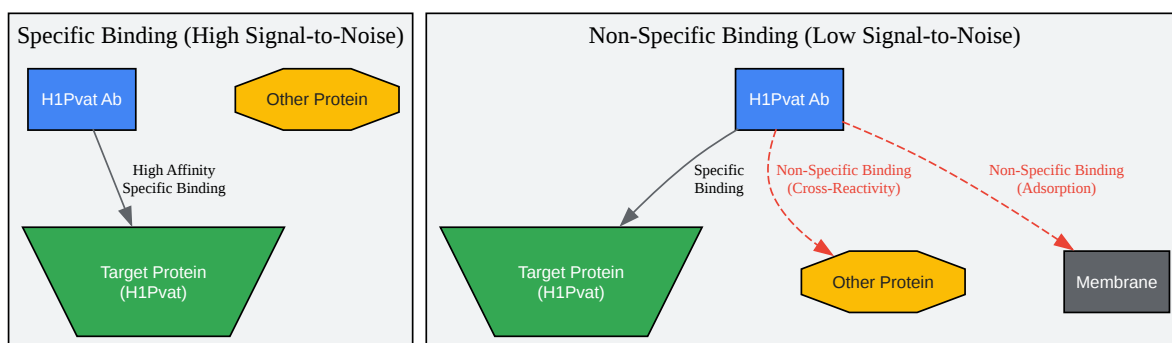 Specific Binding (High Signal-to-Noise)
H1Pvat Ab
Other Protein
High Affinity
Specific Binding
Target Protein
(H1Pvat)
Non-Specific Binding (Low Signal-to-Noise)
H1Pvat Ab
Specific
Binding
Non-Specific Binding
(Cross-Reactivity)
Non-Specific Binding
(Adsorption)
Target Protein
(H1Pvat)
Other Protein
Membrane